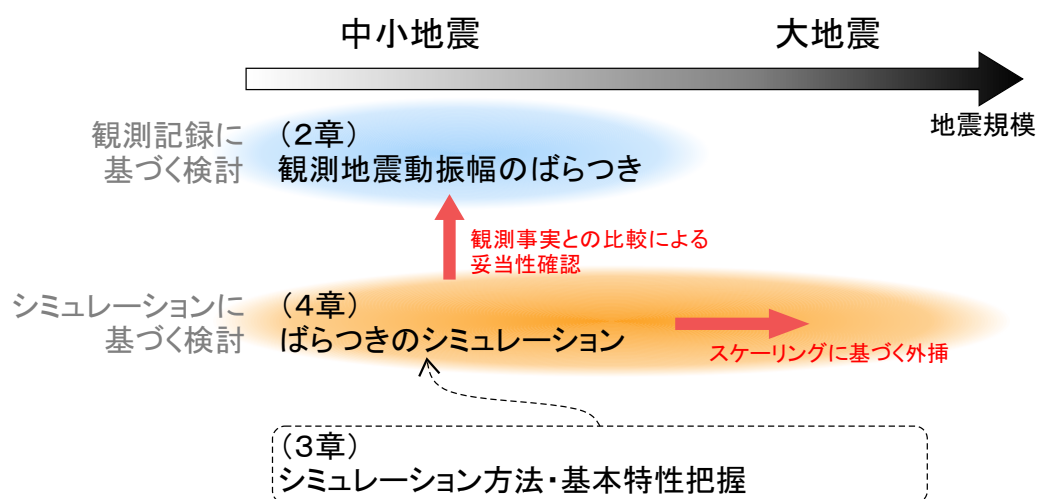 中小地震
大地震
地震規模
観測記録に
基づく検討
（２章）
観測地震動振幅のばらつき
観測事実との比較による
妥当性確認
シミュレーションに
基づく検討
（４章）
ばらつきのシミュレーション
スケーリングに基づく外挿
（３章）
シミュレーション方法・基本特性把握